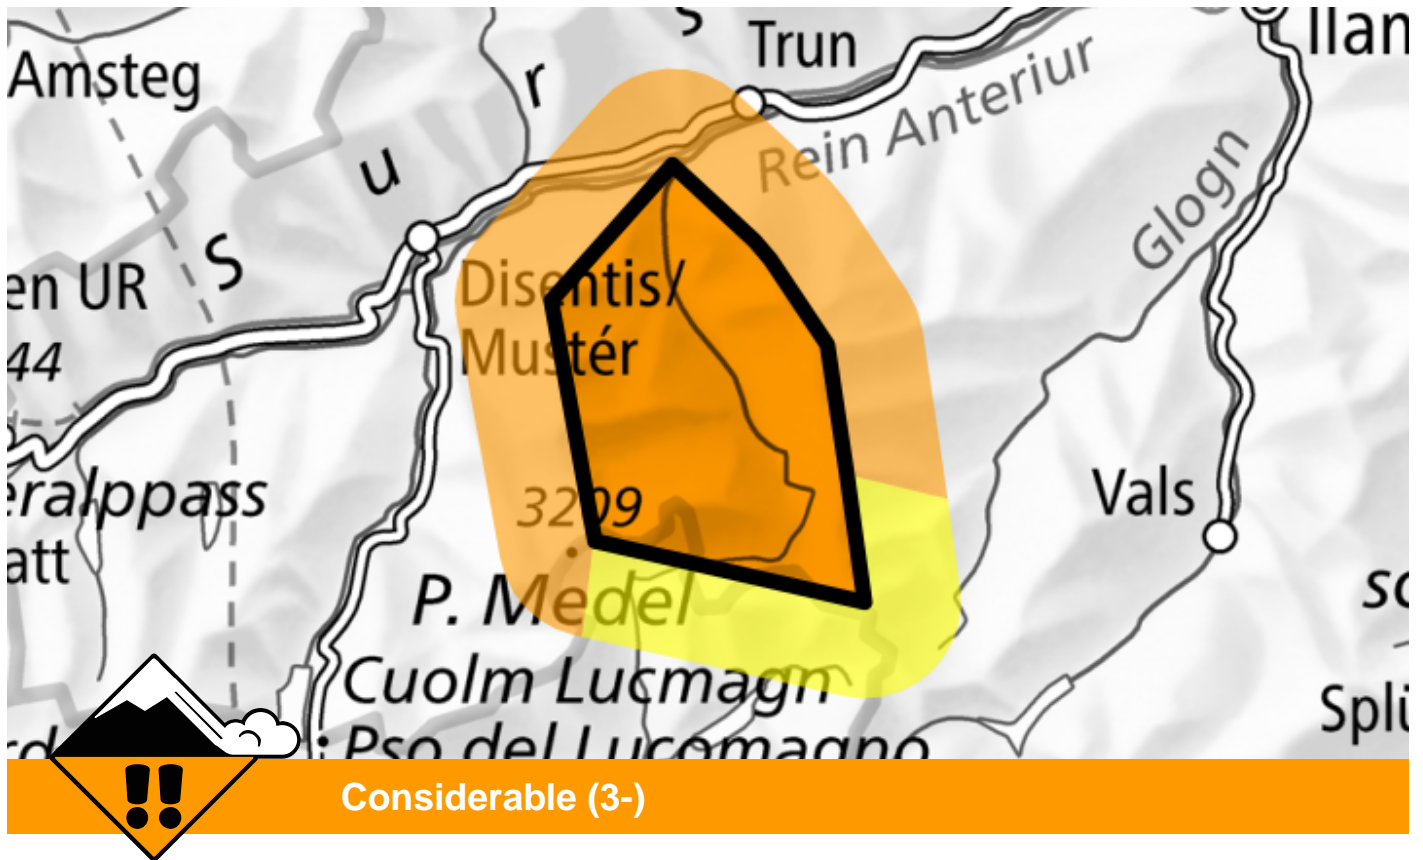 Amsteg
Trun
Ilan
s
r
u
S
Rein Anteriur
Glogn
en UR
44
Disentis/
Mustér
eralppass
att
3209
P. Medel
Vals
Cuolm Lucmagn
Pso del Lucomagno
Splü
Considerable (3-)